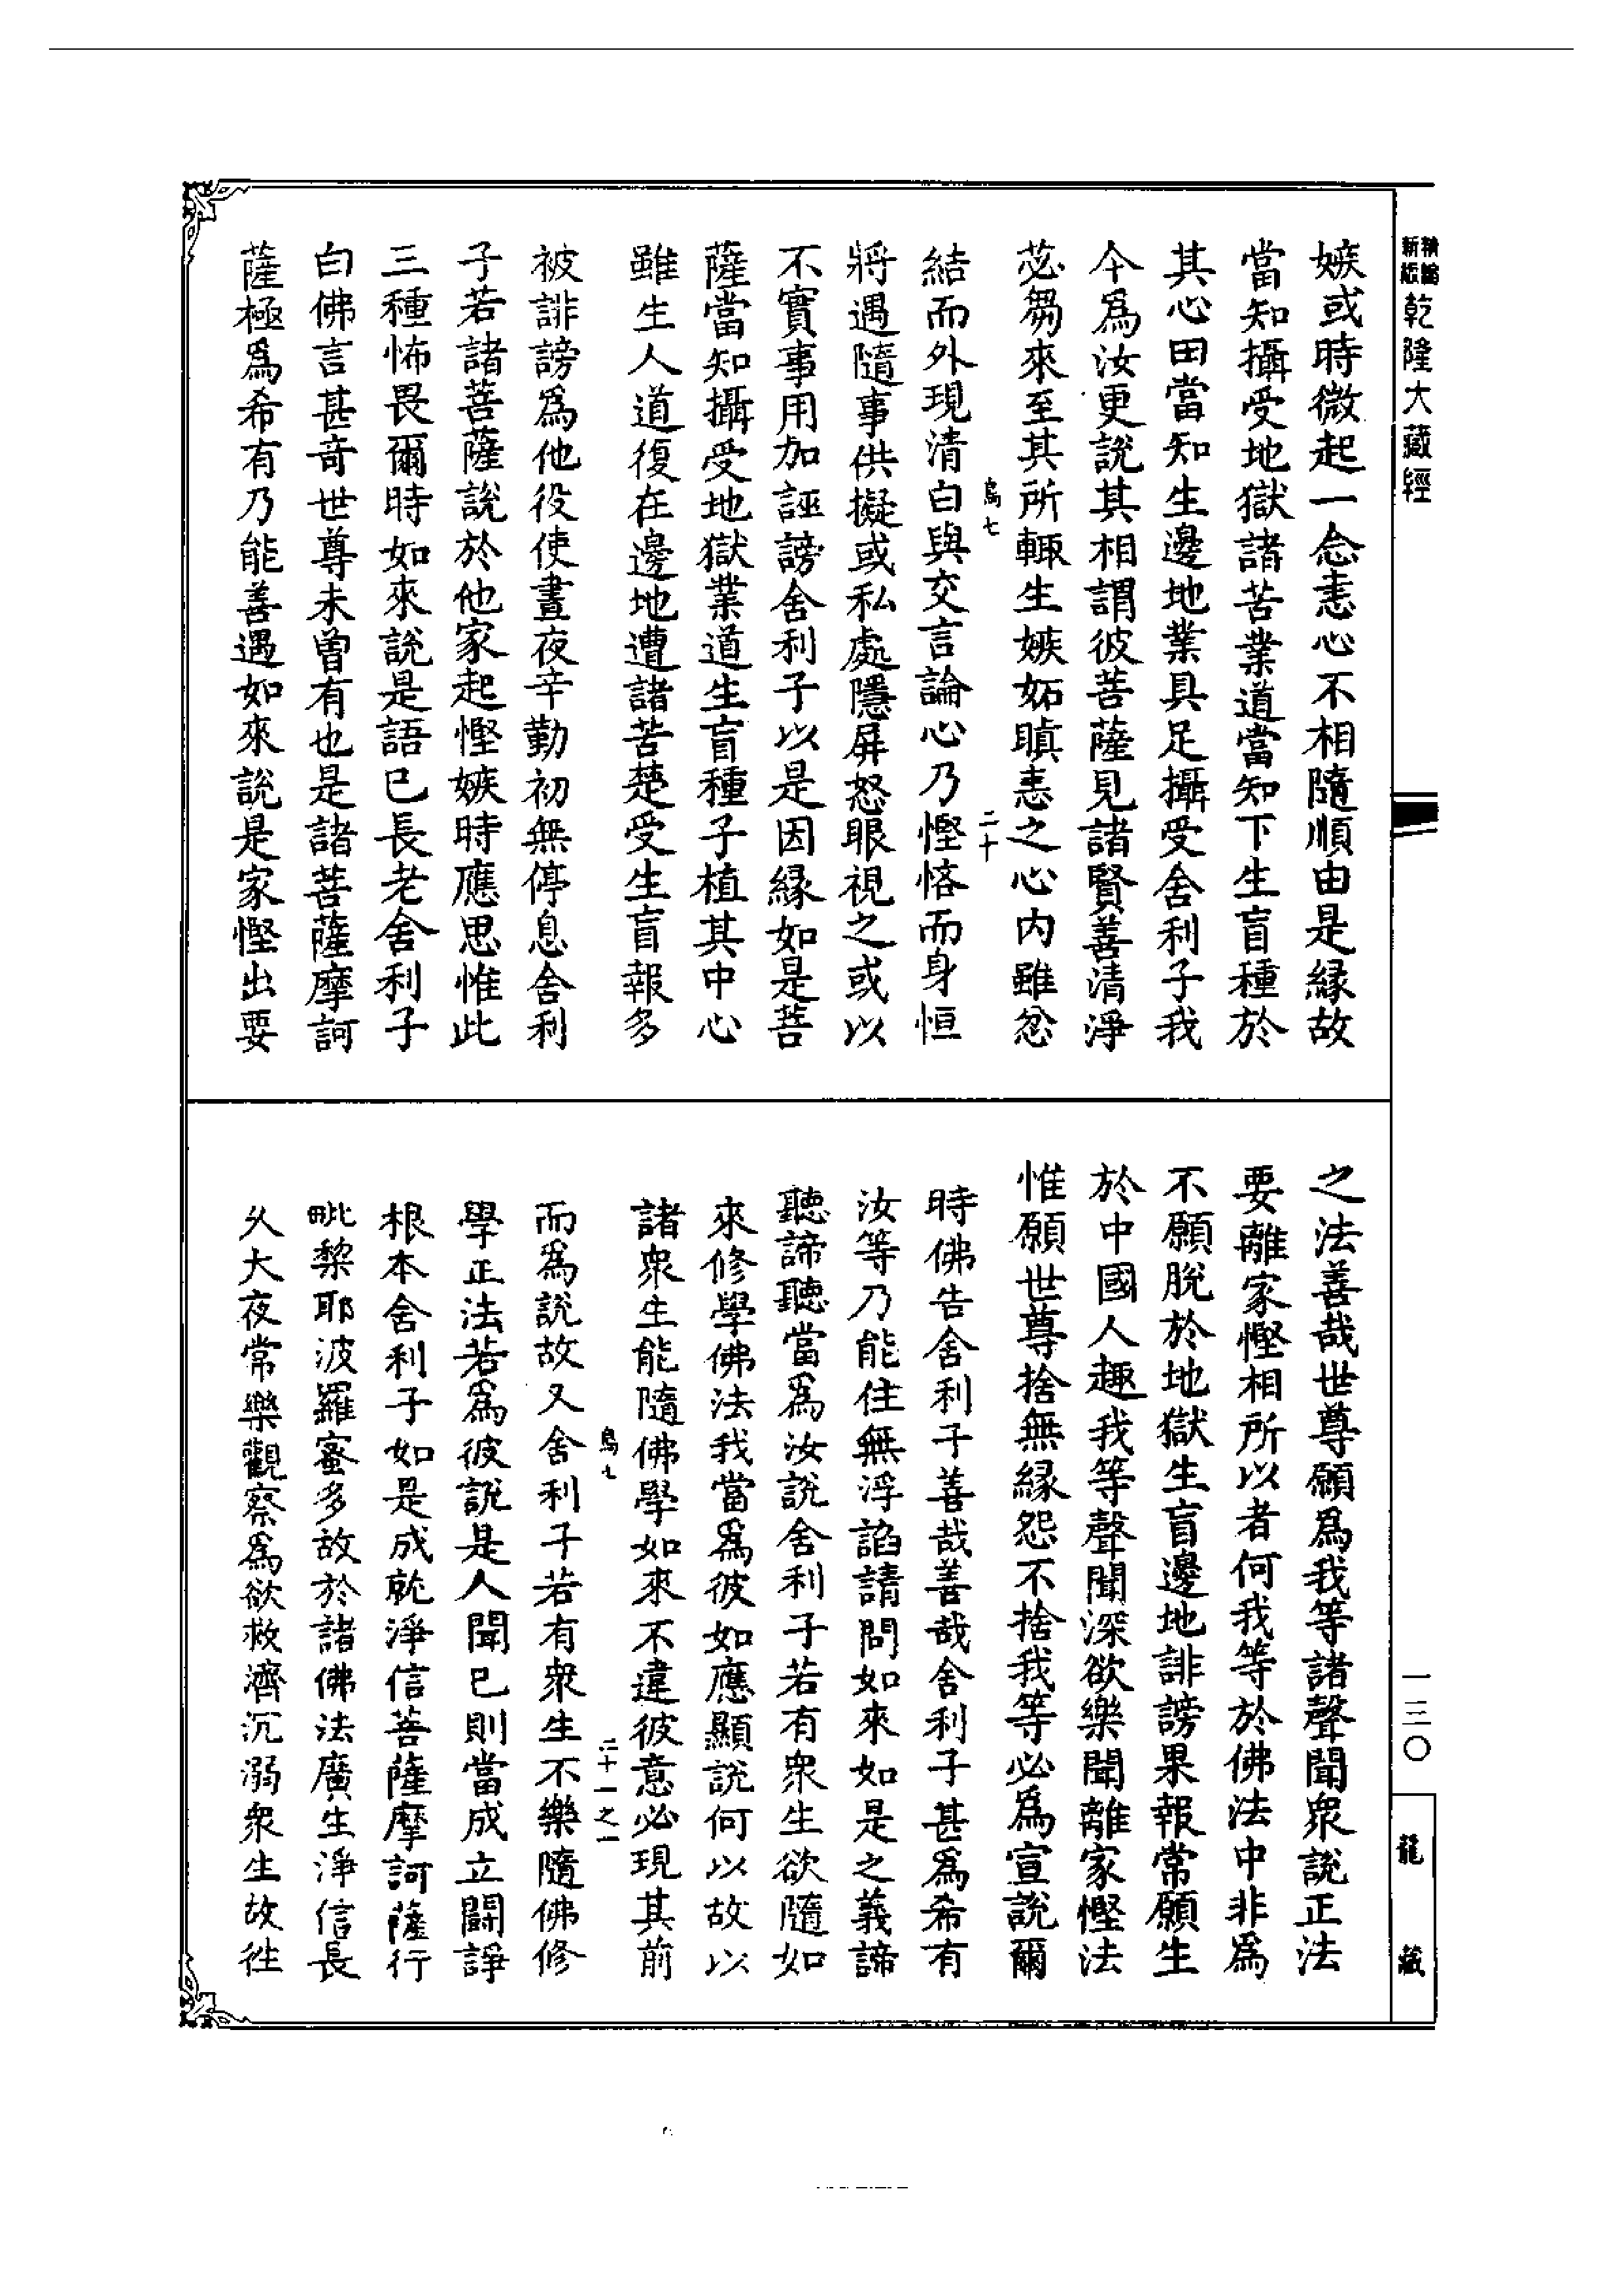 精編
新版
乾隆大藏經
嫉或時微起一念恚心不相隨順由是縁故
當知攝受地獄諸苦業道當知下生盲種於
其心田當知生邊地業具足攝受舍利子我
今爲汝更說其相謂彼菩薩見諸賢善清淨
苾芻來至其所輒生嫉妬瞋恚之心内雖忿
鳥七
二十
結而外現清白與交言論心乃慳悋而身恒
將遇隨事供擬或私處隱屏怒眼視之或以
不實事用加誣謗舍利子以是因縁如是菩
薩當知攝受地獄業道生盲種子植其中心
雖生人道復在邊地遭諸苦楚受生盲報多
被誹謗爲他役使晝夜辛勤初無停息舍利
子若諸菩薩說於他家起慳嫉時應思惟此
三種怖畏爾時如來說是語已長老舍利子
白佛言甚奇世尊未曾有也是諸菩薩摩訶
薩極爲希有乃能善遇如來說是家慳出要
之法善哉世尊願爲我等諸聲聞衆說正法
要離家慳相所以者何我等於佛法中非爲
不願脫於地獄生盲邊地誹謗果報常願生
於中國人趣我等聲聞深欲樂聞離家慳法
惟願世尊捨無縁怨不捨我等必爲宣說爾
時佛告舍利子善哉善哉舍利子甚爲希有
汝等乃能住無浮諂請問如來如是之義諦
聽諦聽當爲汝說舍利子若有衆生欲隨如
來修學佛法我當爲彼如應顯說何以故以
諸衆生能隨佛學如來不違彼意必現其前
鳥七
二十一之一
而爲說故又舍利子若有衆生不樂隨佛修
學正法若爲彼說是人聞已則當成立鬪諍
根本舍利子如是成就淨信菩薩摩訶薩行
毗棃耶波羅蜜多故於諸佛法廣生淨信長
乆大夜常樂觀察爲欲救濟沉溺衆生故徃
一三〇
龍藏